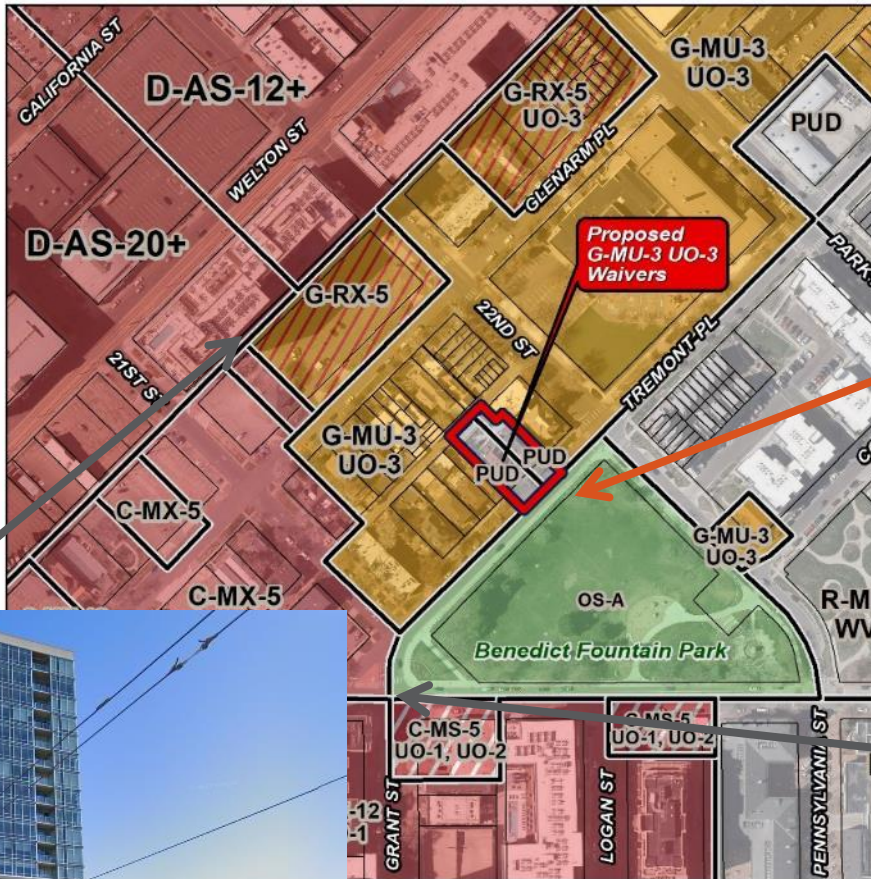 CALIFORNIA ST
D-AS-12+
WELTON ST
G-RX-5
UO-3
GLENARM PL
G-MU-3
UO-3
PUD
D-AS-20+
Proposed
G-MU-3 UO-3
Waivers
PARK
G-RX-5
22ND ST
TREMONT PL
21ST ST
G-MU-3
UO-3
PUD
PUD
C-MX-5
G-MU-3
UO-3
C-MX-5
OS-A
R-M
WV
Benedict Fountain Park
C-MS-5
UO-1, UO-2
C-MS-5
UO-1, UO-2
-12
-1
GRANT ST
LOGAN ST
PENNSYLVANIA ST